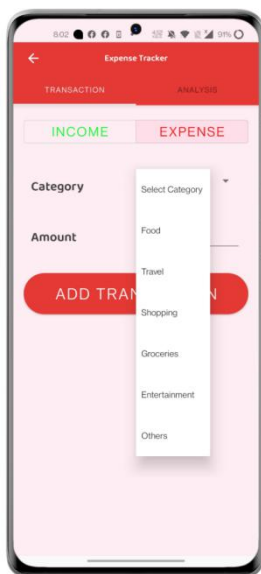 8:02 91%
Expense Tracker
TRANSACTION ANALYSIS
INCOME EXPENSE
Category Select Category
Food
Amount
Travel
ADD TRAN N
Shopping
Groceries
Entertainment
Others